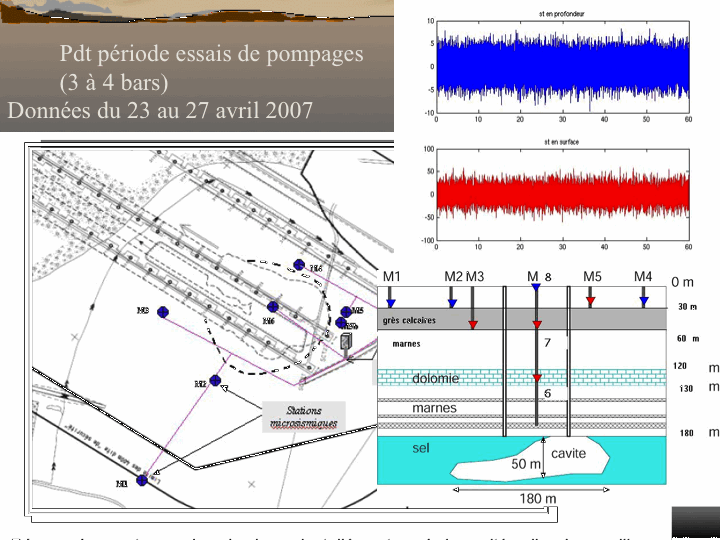 Pdt période essais de pompages
(3 à 4 bars)
Données du 23 au 27 avril 2007
st en profondeur
10
5
0
-5
-10
0 10 20 30 40 50 60
st en surface
100
50
0
-50
-100
0 10 20 30 40 50 60
Stations
microsismiques
M1 M2 M3 M 8 M5 M4 0 m
30 m
grés calcaires
marnes 7 60 m
120 m
dolomie
130 m
6
marnes
180 m
sel
cavite
50 m
180 m